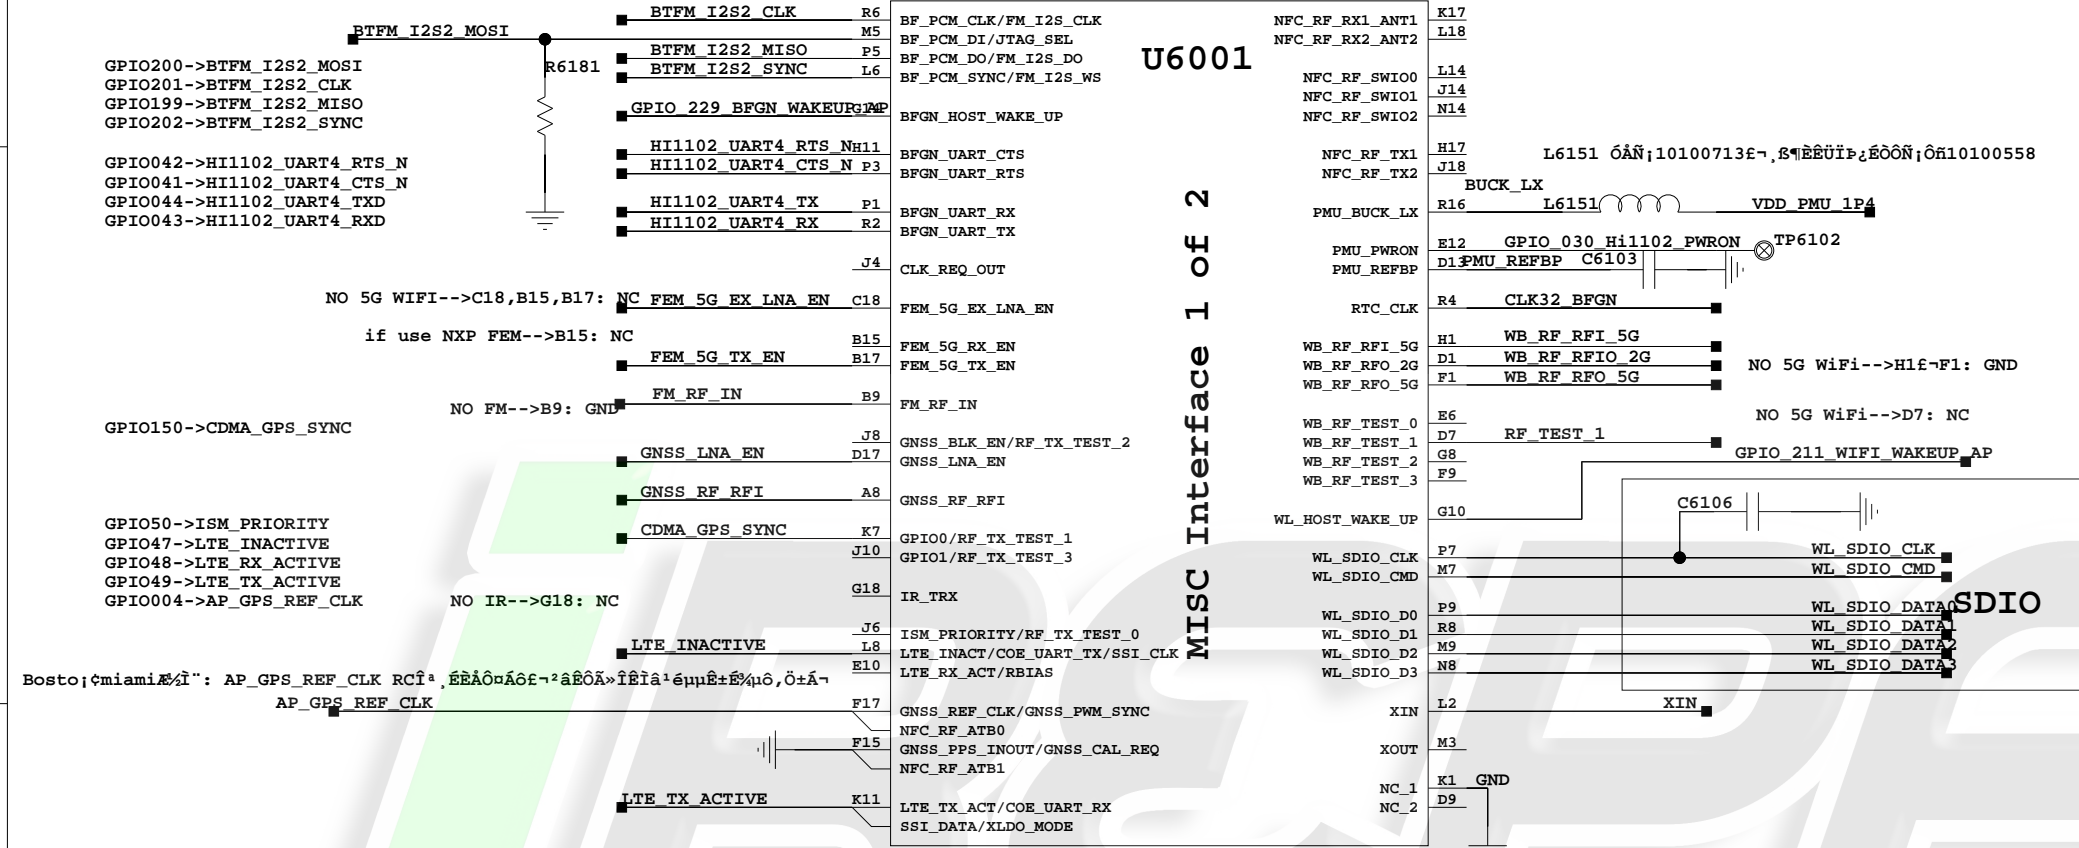 BTFM_I2S2_CLK
BTFM_I2S2_MOSI
BTFM_I2S2_MISO
BTFM_I2S2_SYNC
R6181
GPIO200->BTFM_I2S2_MOSI
GPIO201->BTFM_I2S2_CLK
GPIO199->BTFM_I2S2_MISO
GPIO202->BTFM_I2S2_SYNC
GPIO_229_BFGN_WAKEUP_AP
GPIO042->HI1102_UART4_RTS_N
GPIO041->HI1102_UART4_CTS_N
GPIO044->HI1102_UART4_TXD
GPIO043->HI1102_UART4_RXD
HI1102_UART4_RTS_N
HI1102_UART4_CTS_N
HI1102_UART4_TX
HI1102_UART4_RX
NO 5G WIFI-->C18,B15,B17: NC
FEM_5G_EX_LNA_EN
if use NXP FEM-->B15: NC
FEM_5G_TX_EN
FM_RF_IN
NO FM-->B9: GND
GPIO150->CDMA_GPS_SYNC
GNSS_LNA_EN
GNSS_RF_RFI
CDMA_GPS_SYNC
GPIO50->ISM_PRIORITY
GPIO47->LTE_INACTIVE
GPIO48->LTE_RX_ACTIVE
GPIO49->LTE_TX_ACTIVE
GPIO004->AP_GPS_REF_CLK
NO IR-->G18: NC
LTE_INACTIVE
AP_GPS_REF_CLK
LTE_TX_ACTIVE
R6
M5
P5
L6
G14
H11
P3
P1
R2
J4
C18
B15
B17
B9
J8
D17
A8
K7
J10
G18
J6
L8
E10
F17
F15
K11
BF_PCM_CLK/FM_I2S_CLK
BF_PCM_DI/JTAG_SEL
BF_PCM_DO/FM_I2S_DO
BF_PCM_SYNC/FM_I2S_WS
BFGN_HOST_WAKE_UP
BFGN_UART_CTS
BFGN_UART_RTS
BFGN_UART_RX
BFGN_UART_TX
CLK_REQ_OUT
FEM_5G_EX_LNA_EN
FEM_5G_RX_EN
FEM_5G_TX_EN
FM_RF_IN
GNSS_BLK_EN/RF_TX_TEST_2
GNSS_LNA_EN
GNSS_RF_RFI
GPIO0/RF_TX_TEST_1
GPIO1/RF_TX_TEST_3
IR_TRX
ISM_PRIORITY/RF_TX_TEST_0
LTE_INACT/COE_UART_TX/SSI_CLK
LTE_RX_ACT/RBIAS
GNSS_REF_CLK/GNSS_PWM_SYNC
NFC_RF_ATB0
GNSS_PPS_INOUT/GNSS_CAL_REQ
NFC_RF_ATB1
LTE_TX_ACT/COE_UART_RX
SSI_DATA/XLDO_MODE
U6001
MISC Interface 1 of 2
NFC_RF_RX1_ANT1
NFC_RF_RX2_ANT2
NFC_RF_SWIO0
NFC_RF_SWIO1
NFC_RF_SWIO2
NFC_RF_TX1
NFC_RF_TX2
PMU_BUCK_LX
PMU_PWRON
PMU_REFBP
RTC_CLK
WB_RF_RFI_5G
WB_RF_RFO_2G
WB_RF_RFO_5G
WB_RF_TEST_0
WB_RF_TEST_1
WB_RF_TEST_2
WB_RF_TEST_3
WL_HOST_WAKE_UP
WL_SDIO_CLK
WL_SDIO_CMD
WL_SDIO_D0
WL_SDIO_D1
WL_SDIO_D2
WL_SDIO_D3
XIN
XOUT
NC_1
NC_2
K17
L18
L14
J14
N14
H17
J18
R16
E12
D13
R4
H1
D1
F1
E6
D7
G8
F9
G10
P7
M7
P9
R8
M9
N8
L2
M3
K1
D9
BUCK_LX
L6151
VDD_PMU_1P4
GPIO_030_Hi1102_PWRON
TP6102
PMU_REFBP
C6103
CLK32_BFGN
WB_RF_RFI_5G
WB_RF_RFIO_2G
WB_RF_RFO_5G
NO 5G WiFi-->H1£¬F1: GND
NO 5G WiFi-->D7: NC
RF_TEST_1
GPIO_211_WIFI_WAKEUP_AP
C6106
WL_SDIO_CLK
WL_SDIO_CMD
WL_SDIO_DATA0
WL_SDIO_DATA1
WL_SDIO_DATA2
WL_SDIO_DATA3
SDIO
XIN
GND